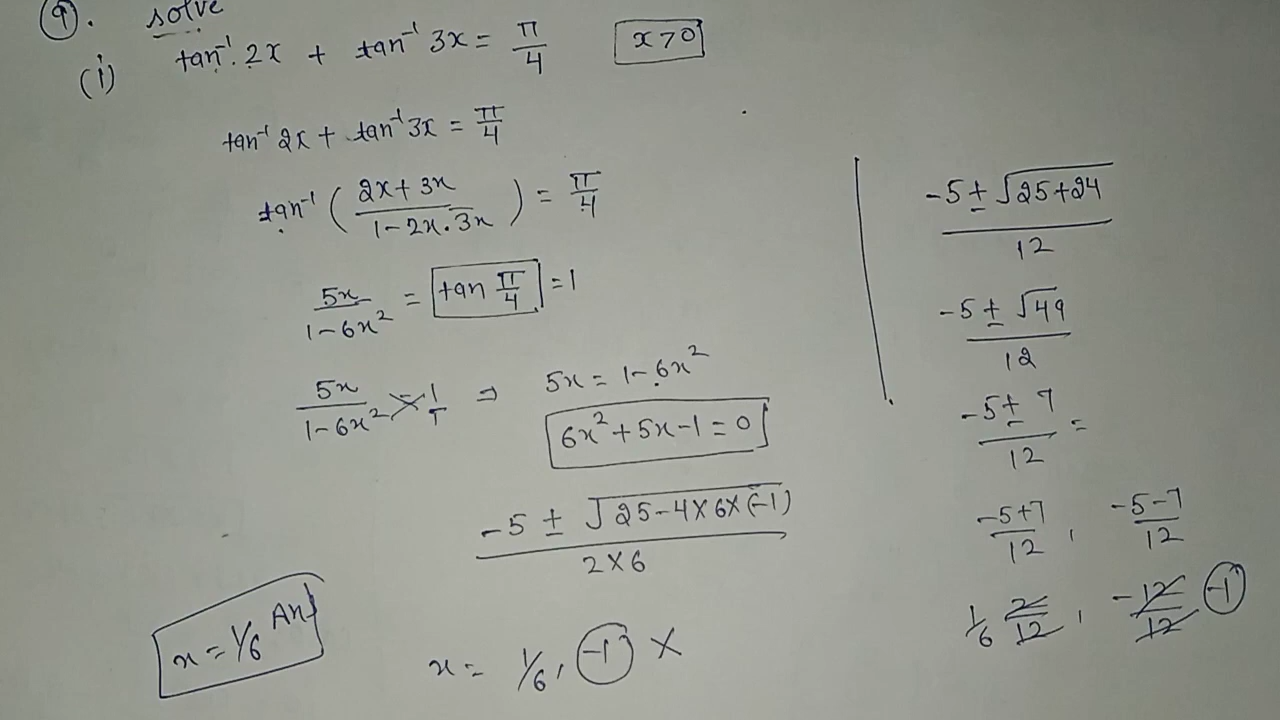 9. solve
(i) tan⁻¹ 2x + tan⁻¹ 3x = π/4 x>0
tan⁻¹ 2x + tan⁻¹ 3x = π/4
tan⁻¹ ( (2x + 3x)/(1 - 2x . 3x) ) = π/4
5x/(1 - 6x²) = tan π/4 = 1
5x/(1 - 6x²) = 1/1 ⇒ 5x = 1 - 6x²
6x² + 5x - 1 = 0
(-5 ± √(25 - 4 × 6 × (-1)))/(2 × 6)
x = 1/6, -1 ×
x = 1/6 Ans
(-5 ± √(25 + 24))/12
(-5 ± √49)/12
(-5 ± 7)/12 =
(-5 + 7)/12 , (-5 - 7)/12
1/6 2/12 , -12/12 -1